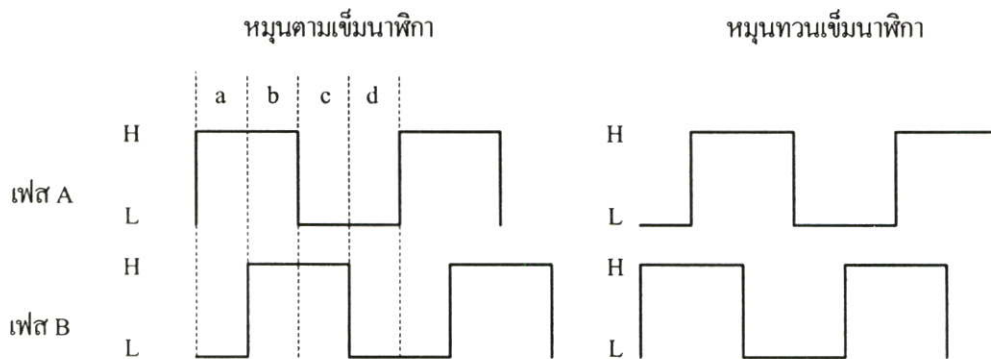 หมุนตามเข็มนาฬิกา หมุนทวนเข็มนาฬิกา
a b c d
H H
เฟส A
L L
H H
เฟส B
L L